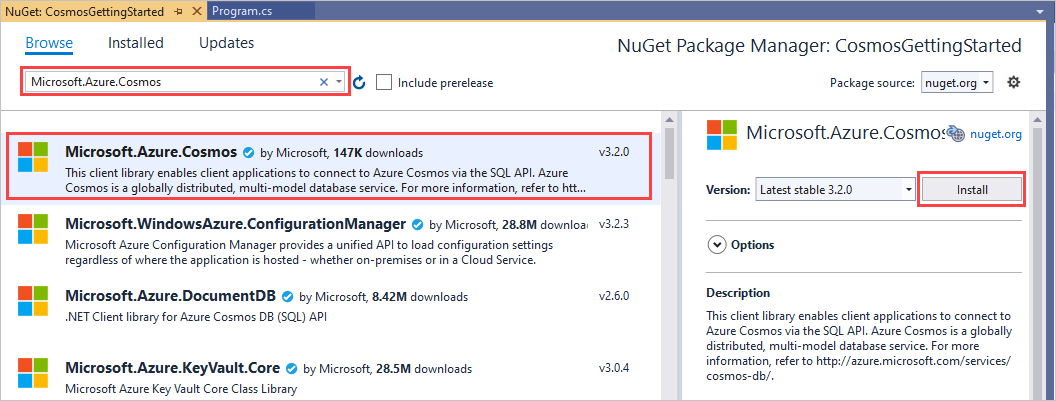 NuGet: CosmosGettingStarted
Program.cs
Browse
Installed
Updates
NuGet Package Manager: CosmosGettingStarted
Microsoft.Azure.Cosmos
Include prerelease
Package source:
nuget.org
Microsoft.Azure.Cosmos by Microsoft, 147K downloads
v3.2.0
This client library enables client applications to connect to Azure Cosmos via the SQL API. Azure
Cosmos is a globally distributed, multi-model database service. For more information, refer to htt...
Microsoft.WindowsAzure.ConfigurationManager by Microsoft, 28.8M downloa
v3.2.3
Microsoft Azure Configuration Manager provides a unified API to load configuration settings
regardless of where the application is hosted - whether on-premises or in a Cloud Service.
Microsoft.Azure.DocumentDB by Microsoft, 8.42M downloads
v2.6.0
.NET Client library for Azure Cosmos DB (SQL) API
Microsoft.Azure.KeyVault.Core by Microsoft, 28.5M downloads
v3.0.4
Microsoft Azure Key Vault Core Class Library
Microsoft.Azure.Cosmos
nuget.org
Version:
Latest stable 3.2.0
Install
Options
Description
This client library enables client applications to connect to
Azure Cosmos via the SQL API. Azure Cosmos is a globally
distributed, multi-model database service. For more
information, refer to http://azure.microsoft.com/services/
cosmos-db/.